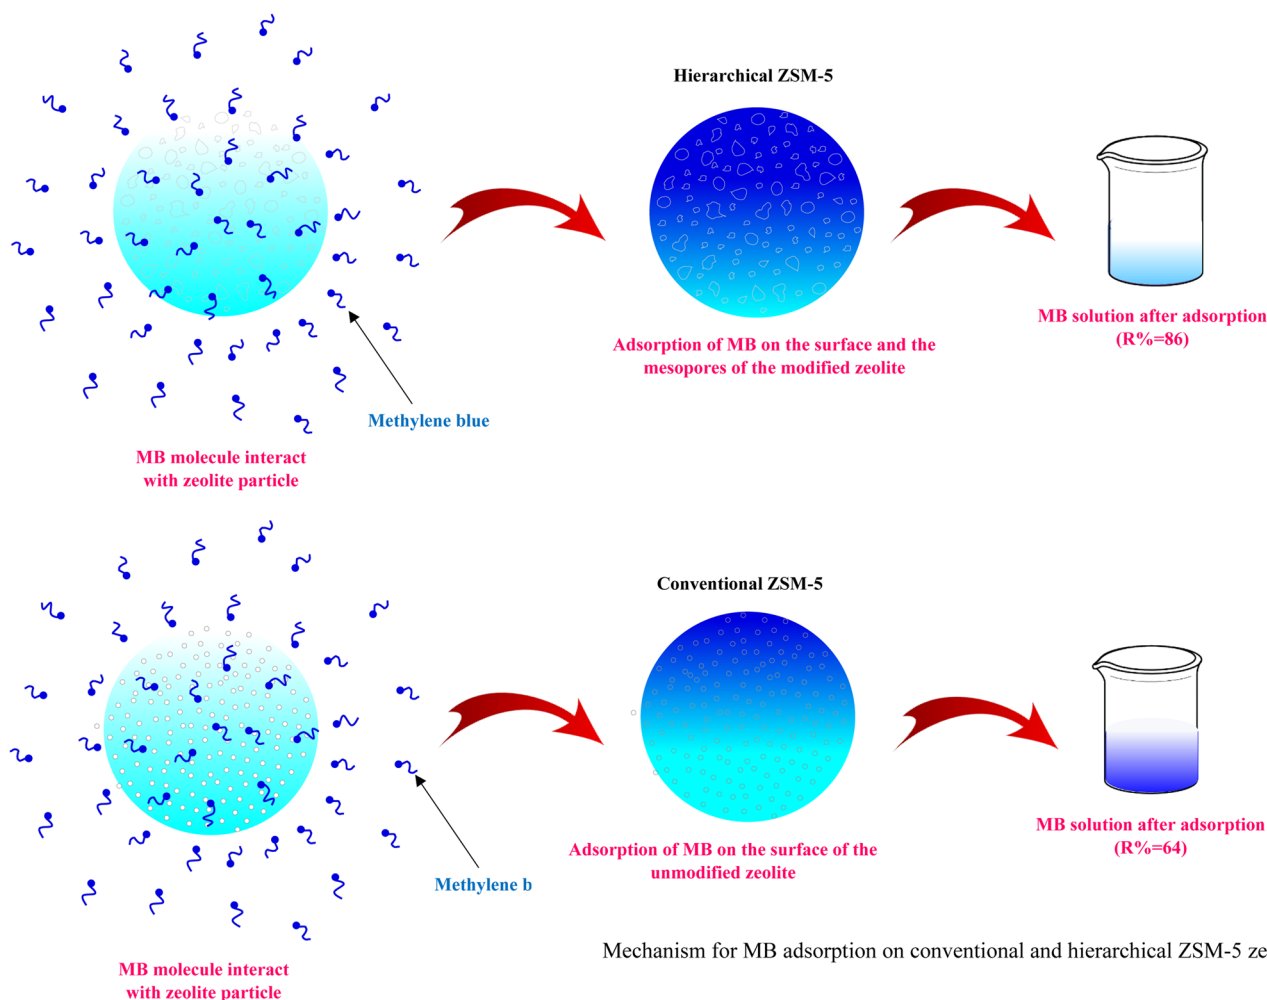 Hierarchical ZSM-5
Adsorption of MB on the surface and the
mesopores of the modified zeolite
MB solution after adsorption
(R%=86)
Methylene blue
MB molecule interact
with zeolite particle
Conventional ZSM-5
Adsorption of MB on the surface of the
unmodified zeolite
MB solution after adsorption
(R%=64)
Methylene b
MB molecule interact
with zeolite particle
Mechanism for MB adsorption on conventional and hierarchical ZSM-5 ze